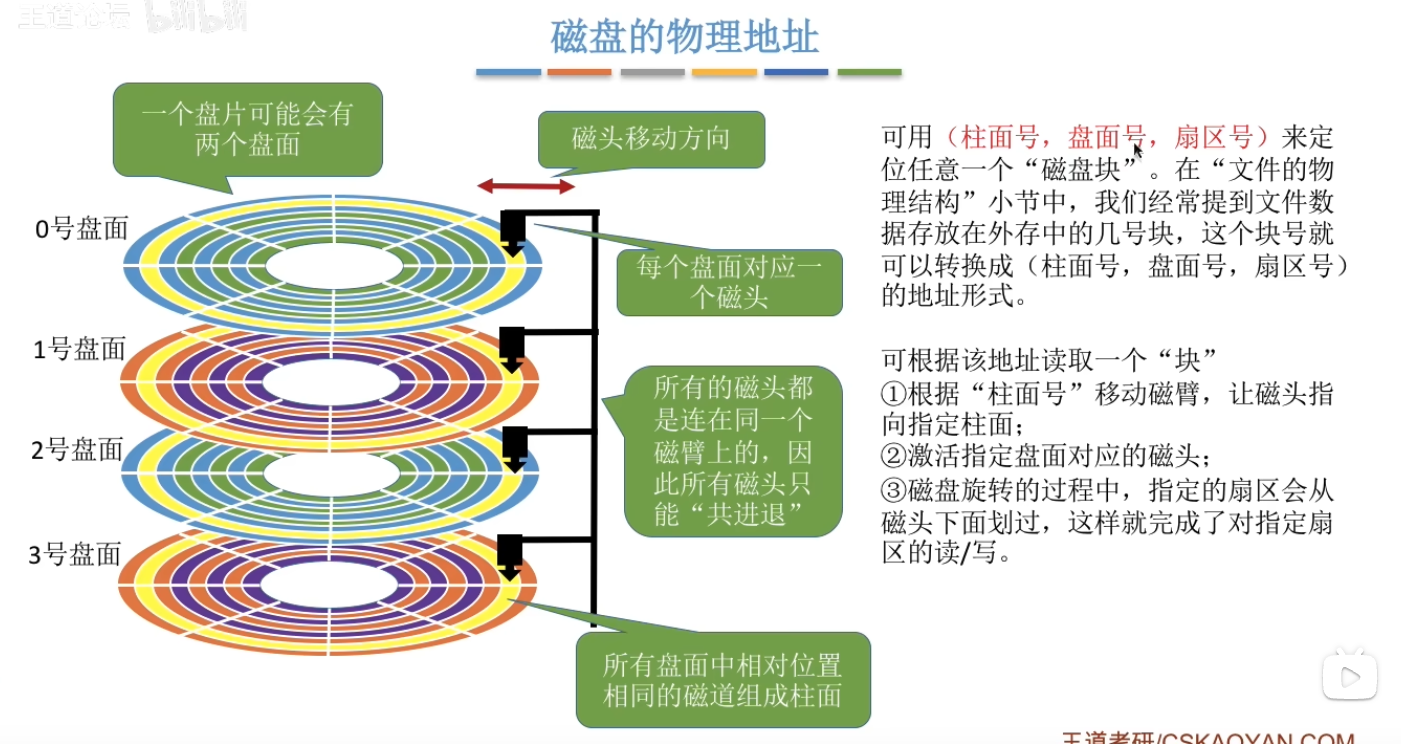 王道论坛 bilibili
磁盘的物理地址
一个盘片可能会有
两个盘面
磁头移动方向
0号盘面
每个盘面对应一
个磁头
1号盘面
所有的磁头都
是连在同一个
磁臂上的，因
此所有磁头只
能“共进退”
2号盘面
3号盘面
所有盘面中相对位置
相同的磁道组成柱面
可用（柱面号，盘面号，扇区号）来定
位任意一个“磁盘块”。在“文件的物
理结构”小节中，我们经常提到文件数
据存放在外存中的几号块，这个块号就
可以转换成（柱面号，盘面号，扇区号）
的地址形式。
可根据该地址读取一个“块”
①根据“柱面号”移动磁臂，让磁头指
向指定柱面；
②激活指定盘面对应的磁头；
③磁盘旋转的过程中，指定的扇区会从
磁头下面划过，这样就完成了对指定扇
区的读/写。
王道考研/CSKAOYAN.COM